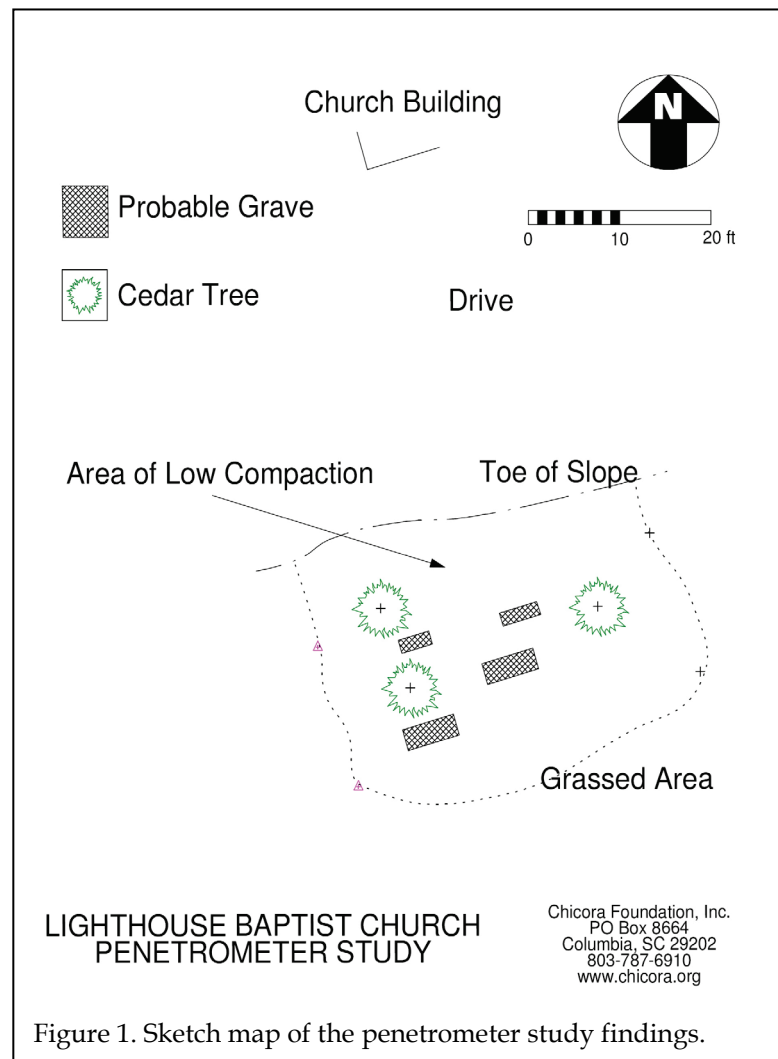 Church Building
N
Probable Grave
0 10 20 ft
Cedar Tree
Drive
Area of Low Compaction
Toe of Slope
Grassed Area
LIGHTHOUSE BAPTIST CHURCH
PENETROMETER STUDY
Chicora Foundation, Inc.
PO Box 8664
Columbia, SC 29202
803-787-6910
www.chicora.org
Figure 1. Sketch map of the penetrometer study findings.